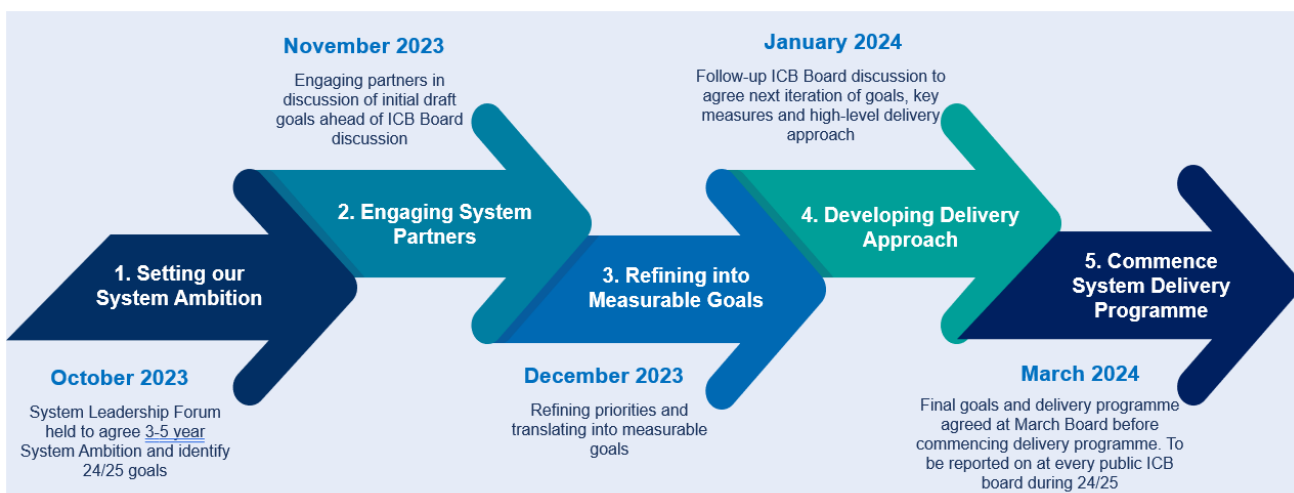 November 2023
Engaging partners in
discussion of initial draft
goals ahead of ICB Board
discussion
January 2024
Follow-up ICB Board discussion to
agree next iteration of goals, key
measures and high-level delivery
approach
1. Setting our
System Ambition
2. Engaging System
Partners
3. Refining into
Measurable Goals
4. Developing Delivery
Approach
5. Commence
System Delivery
Programme
October 2023
System Leadership Forum
held to agree 3-5 year
System Ambition and identify
24/25 goals
December 2023
Refining priorities and
translating into measurable
goals
March 2024
Final goals and delivery programme
agreed at March Board before
commencing delivery programme. To
be reported on at every public ICB
board during 24/25